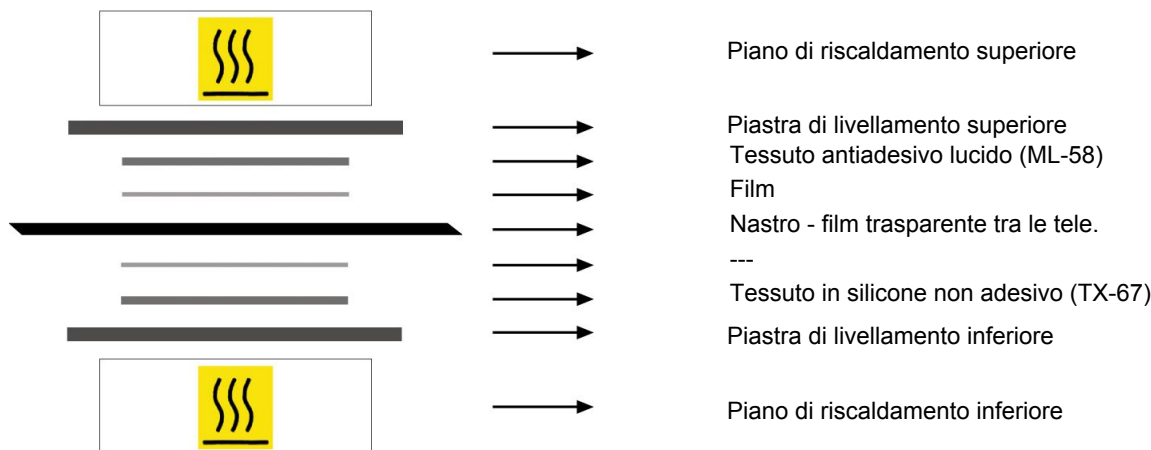 Piano di riscaldamento superiore
Piastra di livellamento superiore
Tessuto antiadesivo lucido (ML-58)
Film
Nastro - film trasparente tra le tele.
---
Tessuto in silicone non adesivo (TX-67)
Piastra di livellamento inferiore
Piano di riscaldamento inferiore